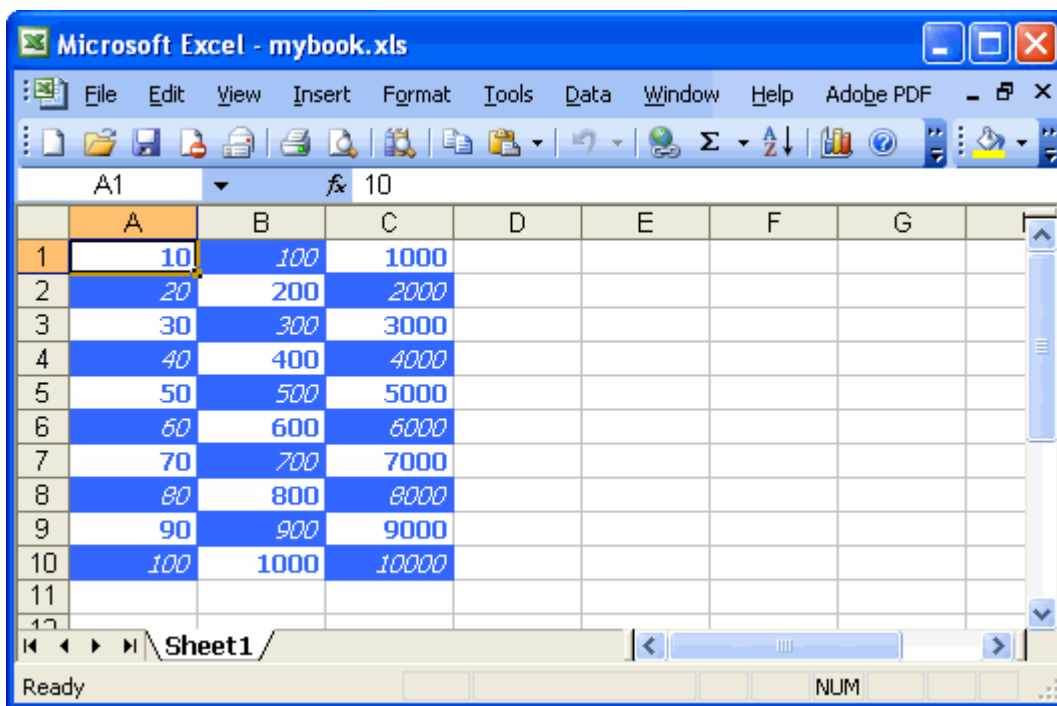 Microsoft Excel - mybook.xls
File Edit View Insert Format Tools Data Window Help Adobe PDF
A1 fx 10
A B C D E F G
1 10 100 1000
2 20 200 2000
3 30 300 3000
4 40 400 4000
5 50 500 5000
6 60 600 6000
7 70 700 7000
8 80 800 8000
9 90 900 9000
10 100 1000 10000
11
Sheet1
Ready NUM